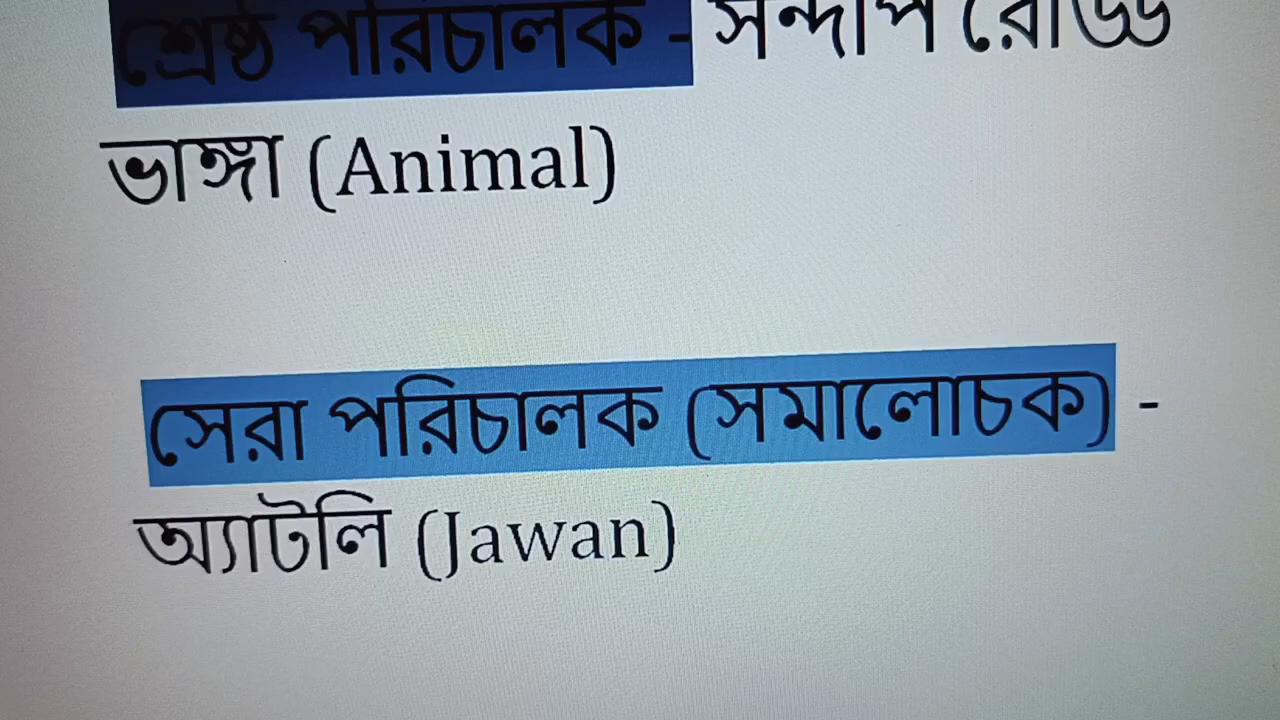 শ্রেষ্ঠ পরিচালক - সন্দীপ রেড্ডি
ভাঙ্গা (Animal)
সেরা পরিচালক (সমালোচক) -
অ্যাটলি (Jawan)